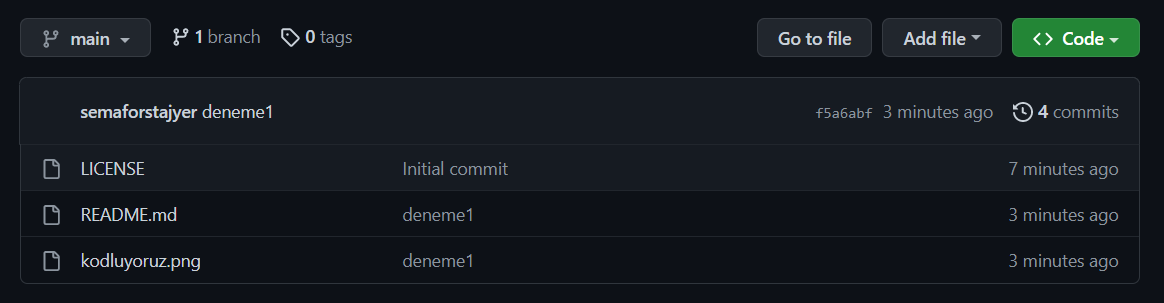 main 1 branch 0 tags Go to file Add file Code
semaforstajyer deneme1 f5a6abf 3 minutes ago 4 commits
LICENSE Initial commit 7 minutes ago
README.md deneme1 3 minutes ago
kodluyoruz.png deneme1 3 minutes ago